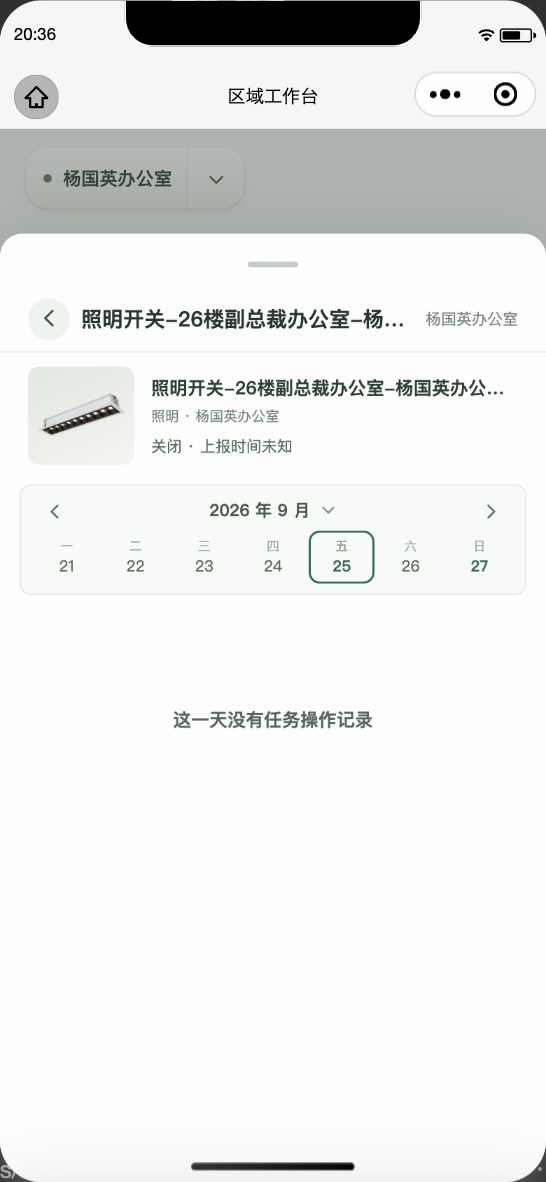 20:36
区域工作台
杨国英办公室
照明开关-26楼副总裁办公室-杨...
杨国英办公室
照明开关-26楼副总裁办公室-杨国英办公...
照明 · 杨国英办公室
关闭 · 上报时间未知
2026 年 9 月
一 二 三 四 五 六 日
21 22 23 24 25 26 27
这一天没有任务操作记录